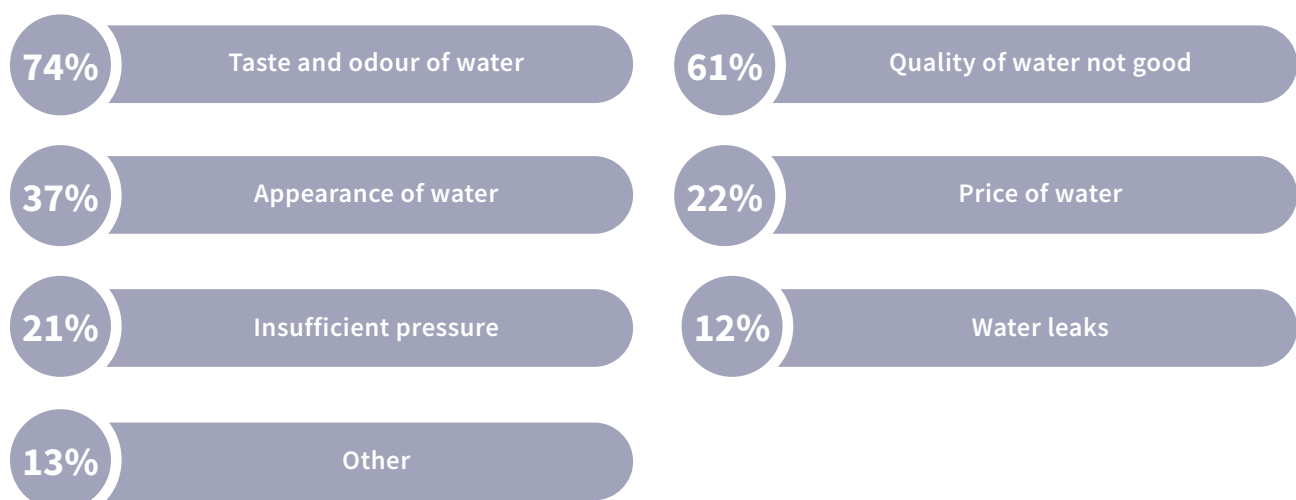 74% Taste and odour of water
61% Quality of water not good
37% Appearance of water
22% Price of water
21% Insufficient pressure
12% Water leaks
13% Other